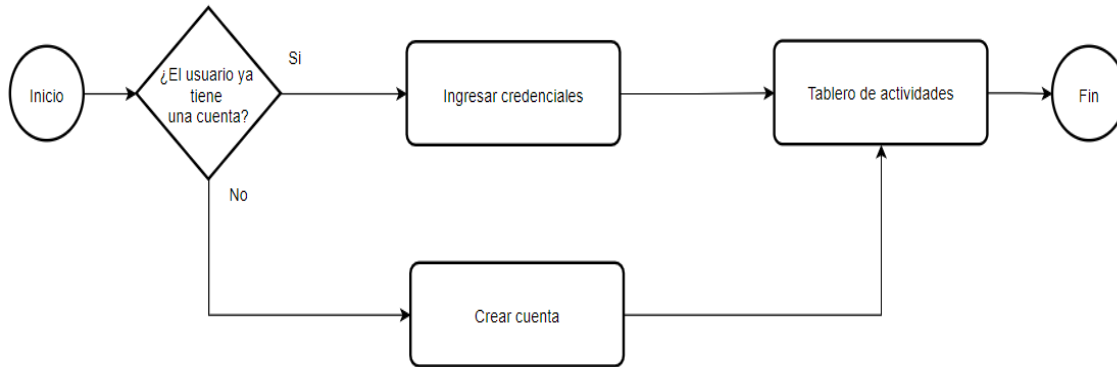 Inicio
¿El usuario ya
tiene
una cuenta?
Si
Ingresar credenciales
Tablero de actividades
Fin
No
Crear cuenta